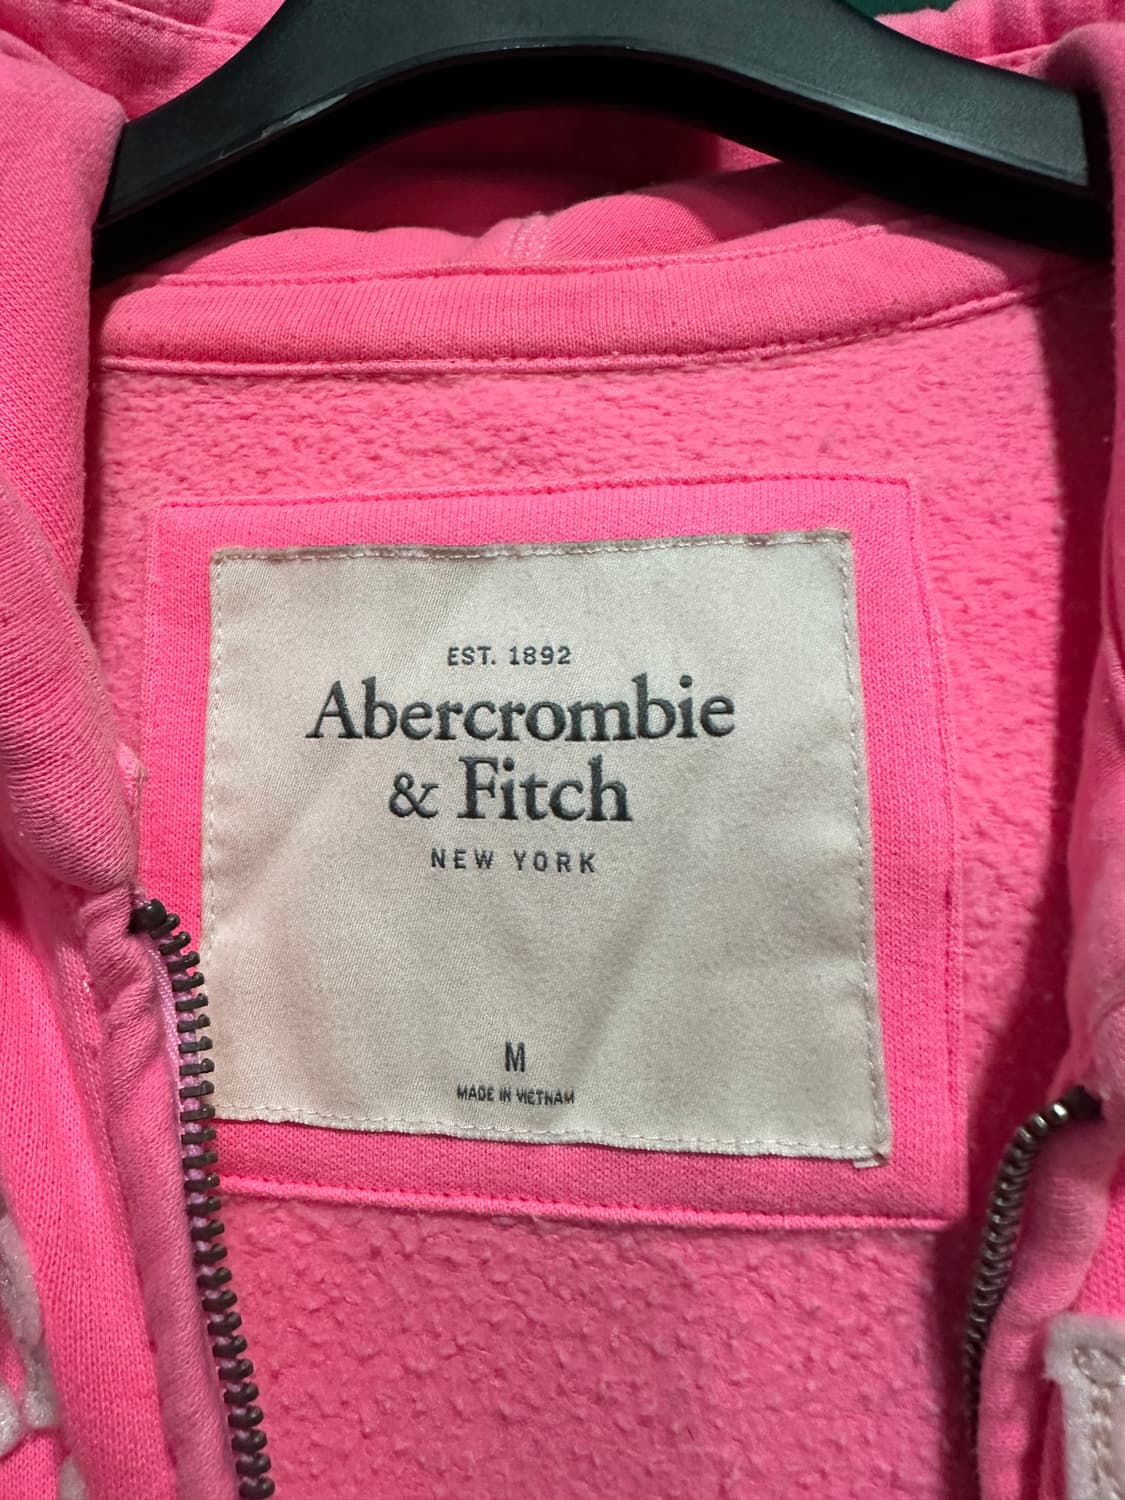 EST. 1892
Abercrombie
& Fitch
NEW YORK
M
MADE IN VIETNAM